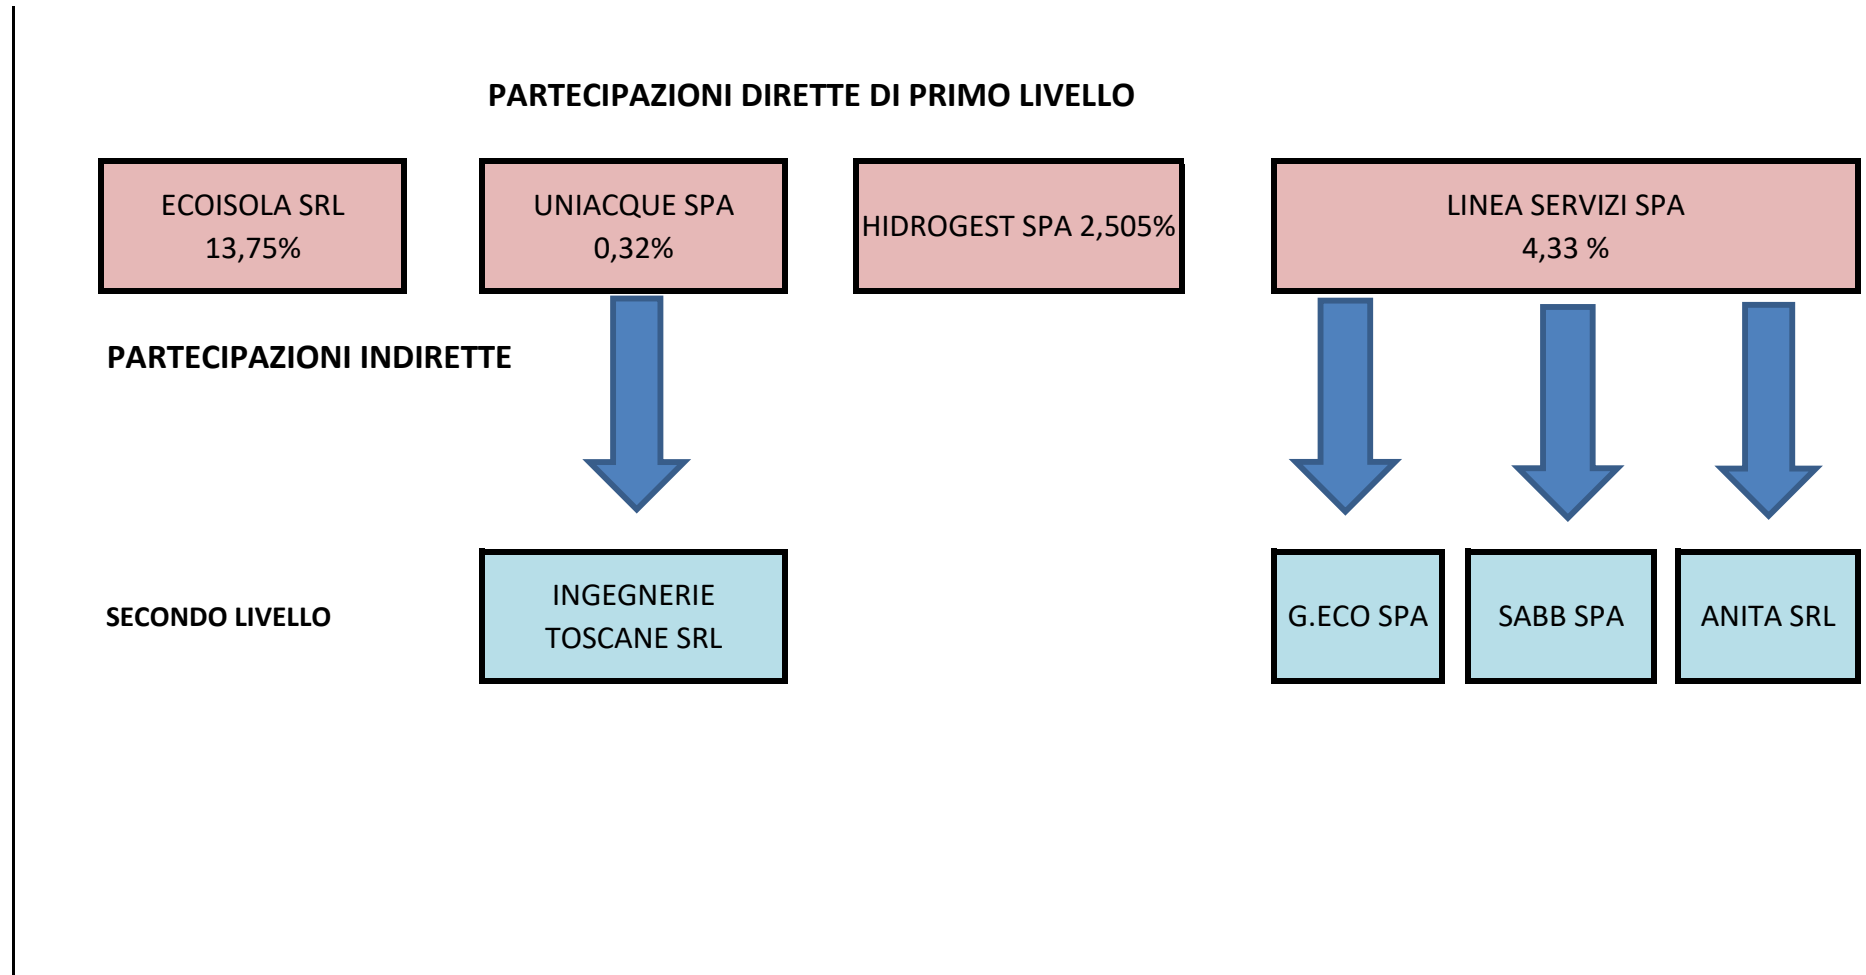 PARTECIPAZIONI DIRETTE DI PRIMO LIVELLO
ECOISOLA SRL
13,75%
UNIACQUE SPA
0,32%
HIDROGEST SPA 2,505%
LINEA SERVIZI SPA
4,33 %
PARTECIPAZIONI INDIRETTE
SECONDO LIVELLO
INGEGNERIE
TOSCANE SRL
G.ECO SPA
SABB SPA
ANITA SRL